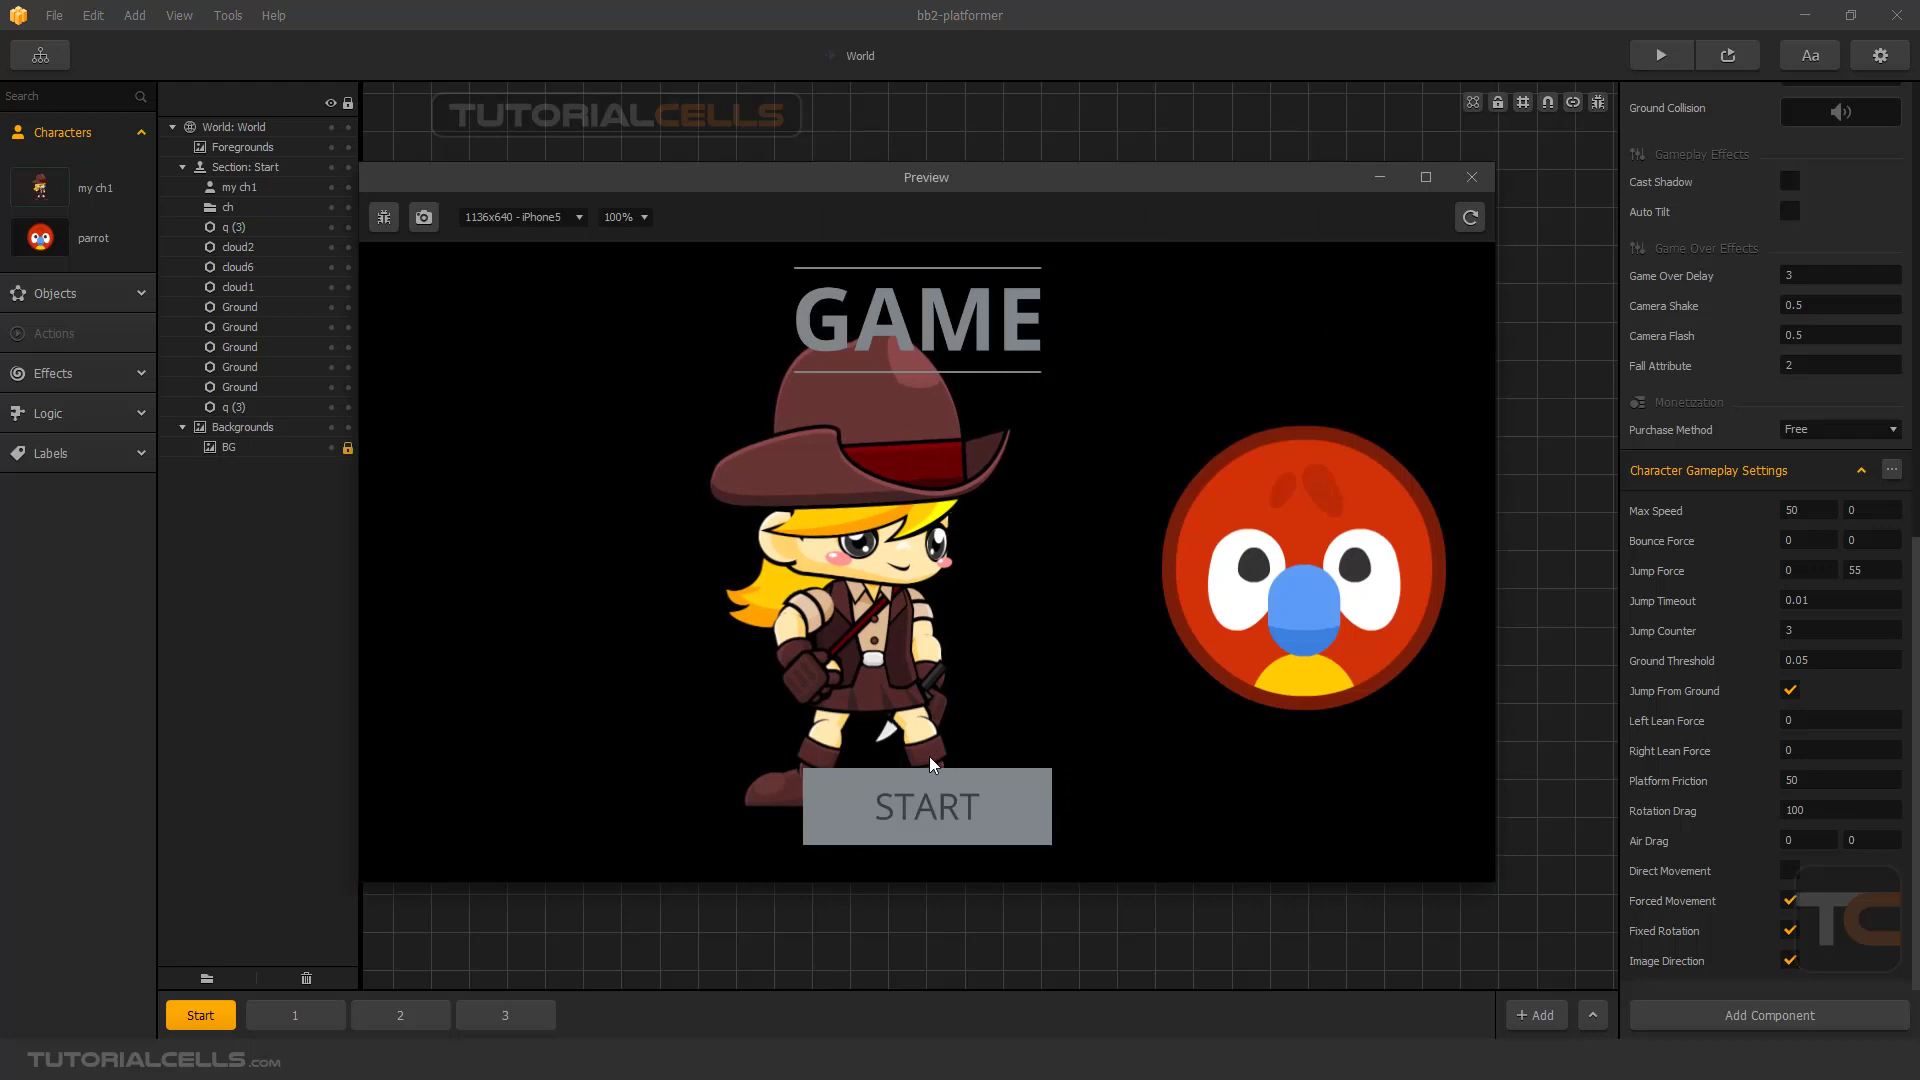 File Edit Add View Tools Help
bb2-platformer
World
Aa
Search
Characters
my ch1
parrot
Objects
Actions
Effects
Logic
Labels
World: World
Foregrounds
Section: Start
my ch1
ch
q (3)
cloud2
cloud6
cloud1
Ground
Ground
Ground
Ground
Ground
q (3)
Backgrounds
BG
TUTORIALCELLS
Preview
1136x640 - iPhone5
100%
GAME
START
Ground Collision
Gameplay Effects
Cast Shadow
Auto Tilt
Game Over Effects
Game Over Delay 3
Camera Shake 0.5
Camera Flash 0.5
Fall Attribute 2
Monetization
Purchase Method Free
Character Gameplay Settings
Max Speed 50 0
Bounce Force 0 0
Jump Force 0 55
Jump Timeout 0.01
Jump Counter 3
Ground Threshold 0.05
Jump From Ground
Left Lean Force 0
Right Lean Force 0
Platform Friction 50
Rotation Drag 100
Air Drag 0 0
Direct Movement
Forced Movement
Fixed Rotation
Image Direction
TC
Start 1 2 3
+ Add
Add Component
TUTORIALCELLS.COM